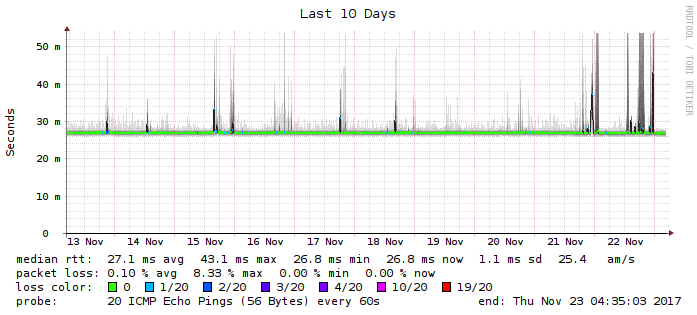 Last 10 Days
RRDTOOL / TOBI OETIKER
Seconds
50 m
40 m
30 m
20 m
10 m
0
13 Nov 14 Nov 15 Nov 16 Nov 17 Nov 18 Nov 19 Nov 20 Nov 21 Nov 22 Nov
median rtt: 27.1 ms avg 43.1 ms max 26.8 ms min 26.8 ms now 1.1 ms sd 25.4 am/s
packet loss: 0.10 % avg 8.33 % max 0.00 % min 0.00 % now
loss color: 0 1/20 2/20 3/20 4/20 10/20 19/20
probe: 20 ICMP Echo Pings (56 Bytes) every 60s end: Thu Nov 23 04:35:03 2017